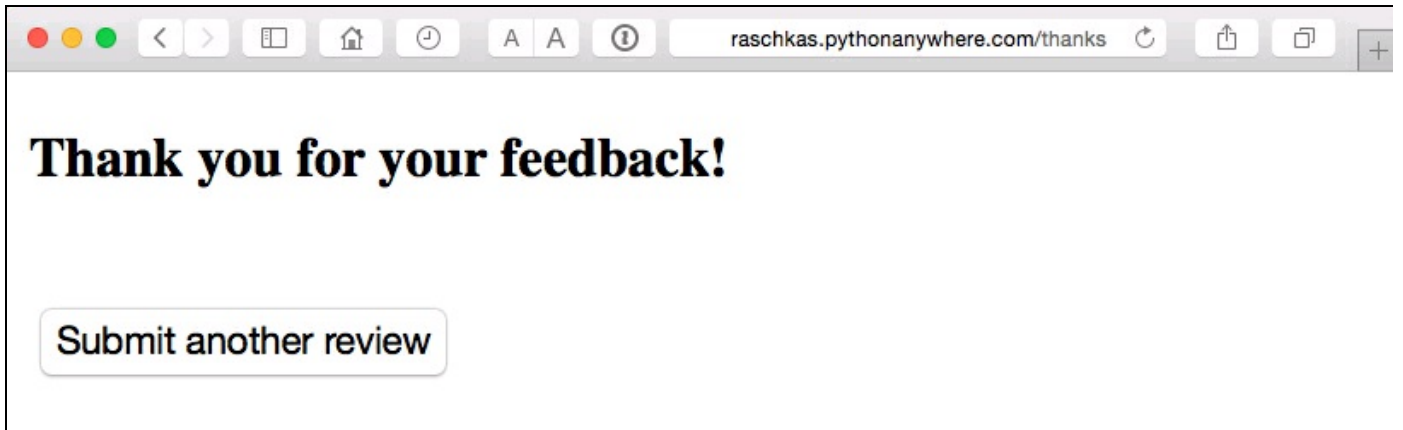 A A raschkas.pythonanywhere.com/thanks
Thank you for your feedback!
Submit another review